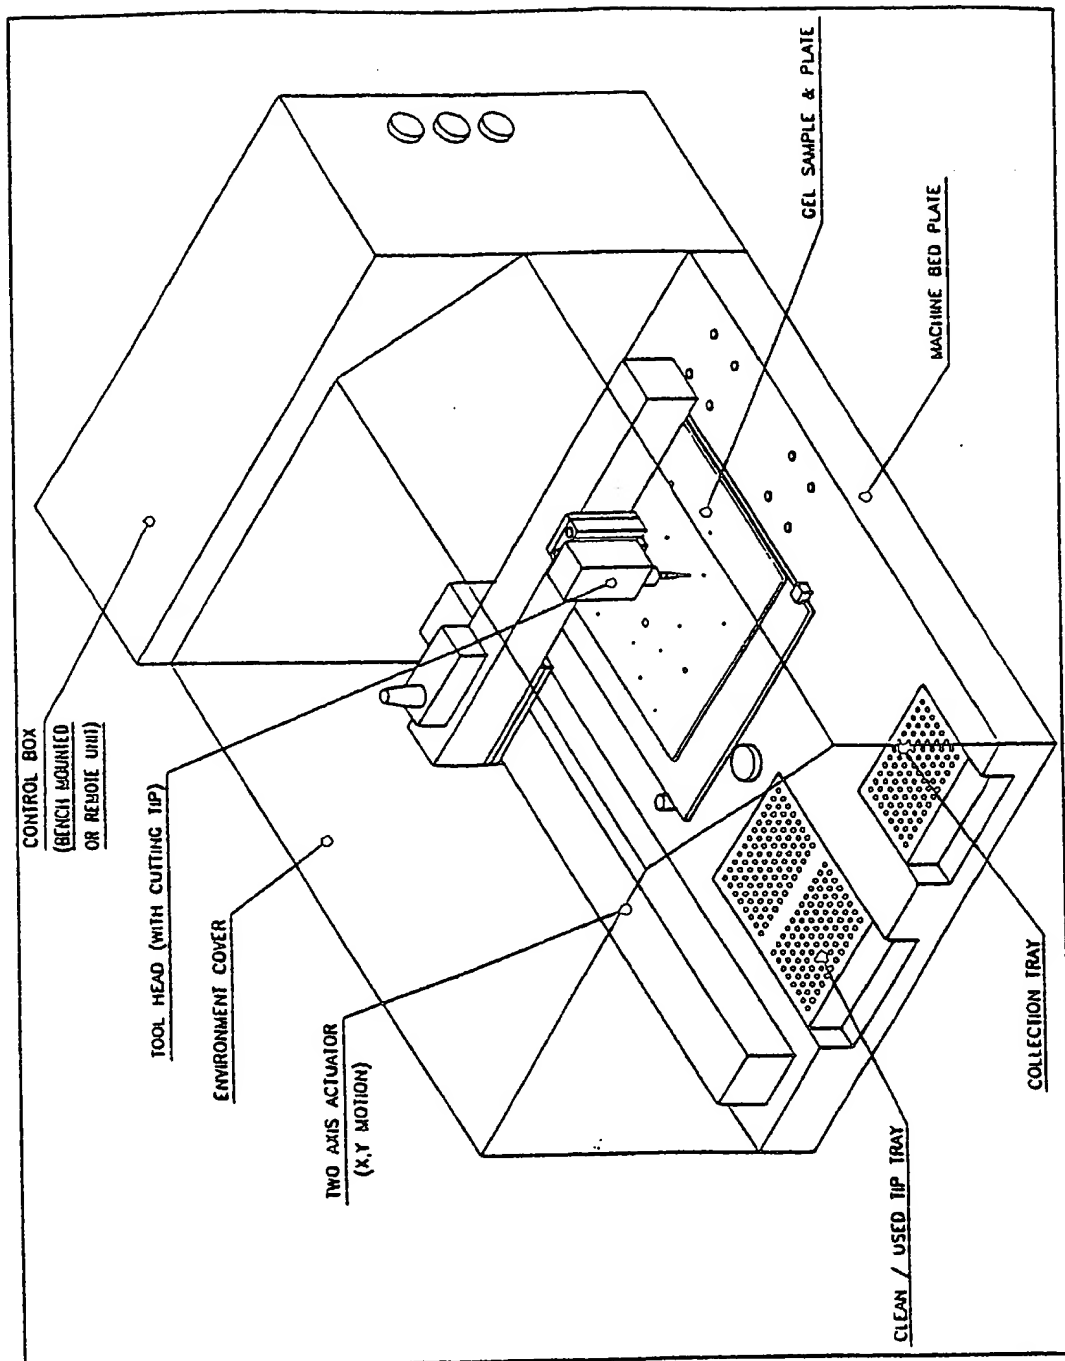 CONTROL BOX
(BENCH MOUNTED
OR REMOTE UNIT)
TOOL HEAD (WITH CUTTING TIP)
ENVIRONMENT COVER
TWO AXIS ACTUATOR
(X,Y MOTION)
CLEAN / USED TIP TRAY
COLLECTION TRAY
MACHINE BED PLATE
GEL SAMPLE & PLATE